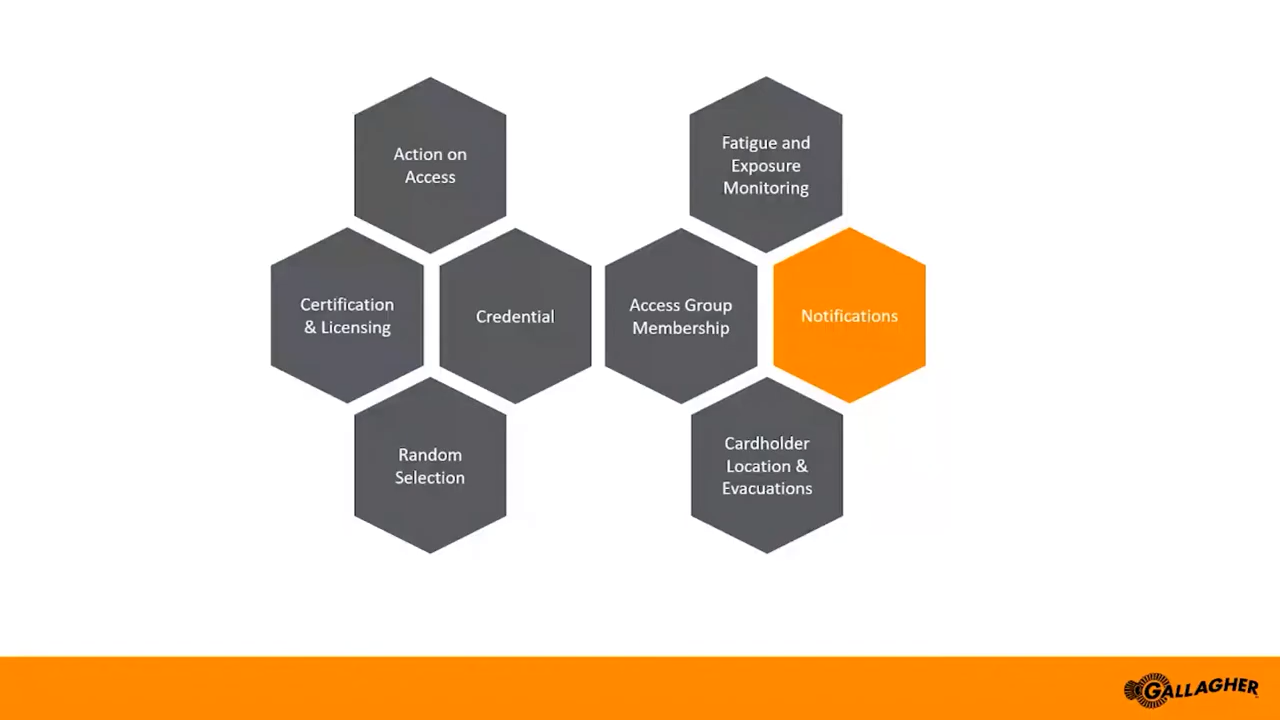 Action on
Access
Fatigue and
Exposure
Monitoring
Certification
& Licensing
Credential
Access Group
Membership
Notifications
Random
Selection
Cardholder
Location &
Evacuations
GALLAGHER